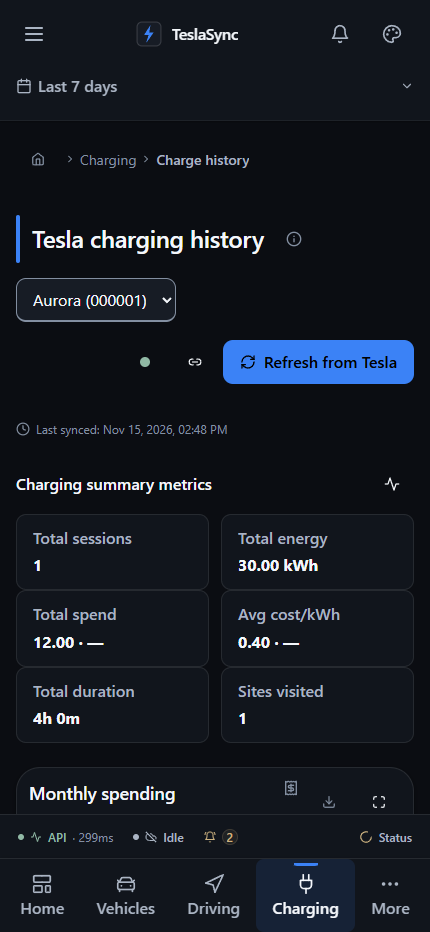 TeslaSync
Last 7 days
Charging
Charge history
Tesla charging history
Aurora (000001)
Refresh from Tesla
Last synced: Nov 15, 2026, 02:48 PM
Charging summary metrics
Total sessions
1
Total energy
30.00 kWh
Total spend
12.00 · —
Avg cost/kWh
0.40 · —
Total duration
4h 0m
Sites visited
1
Monthly spending
API · 299ms
Idle
2
Status
Home
Vehicles
Driving
Charging
More